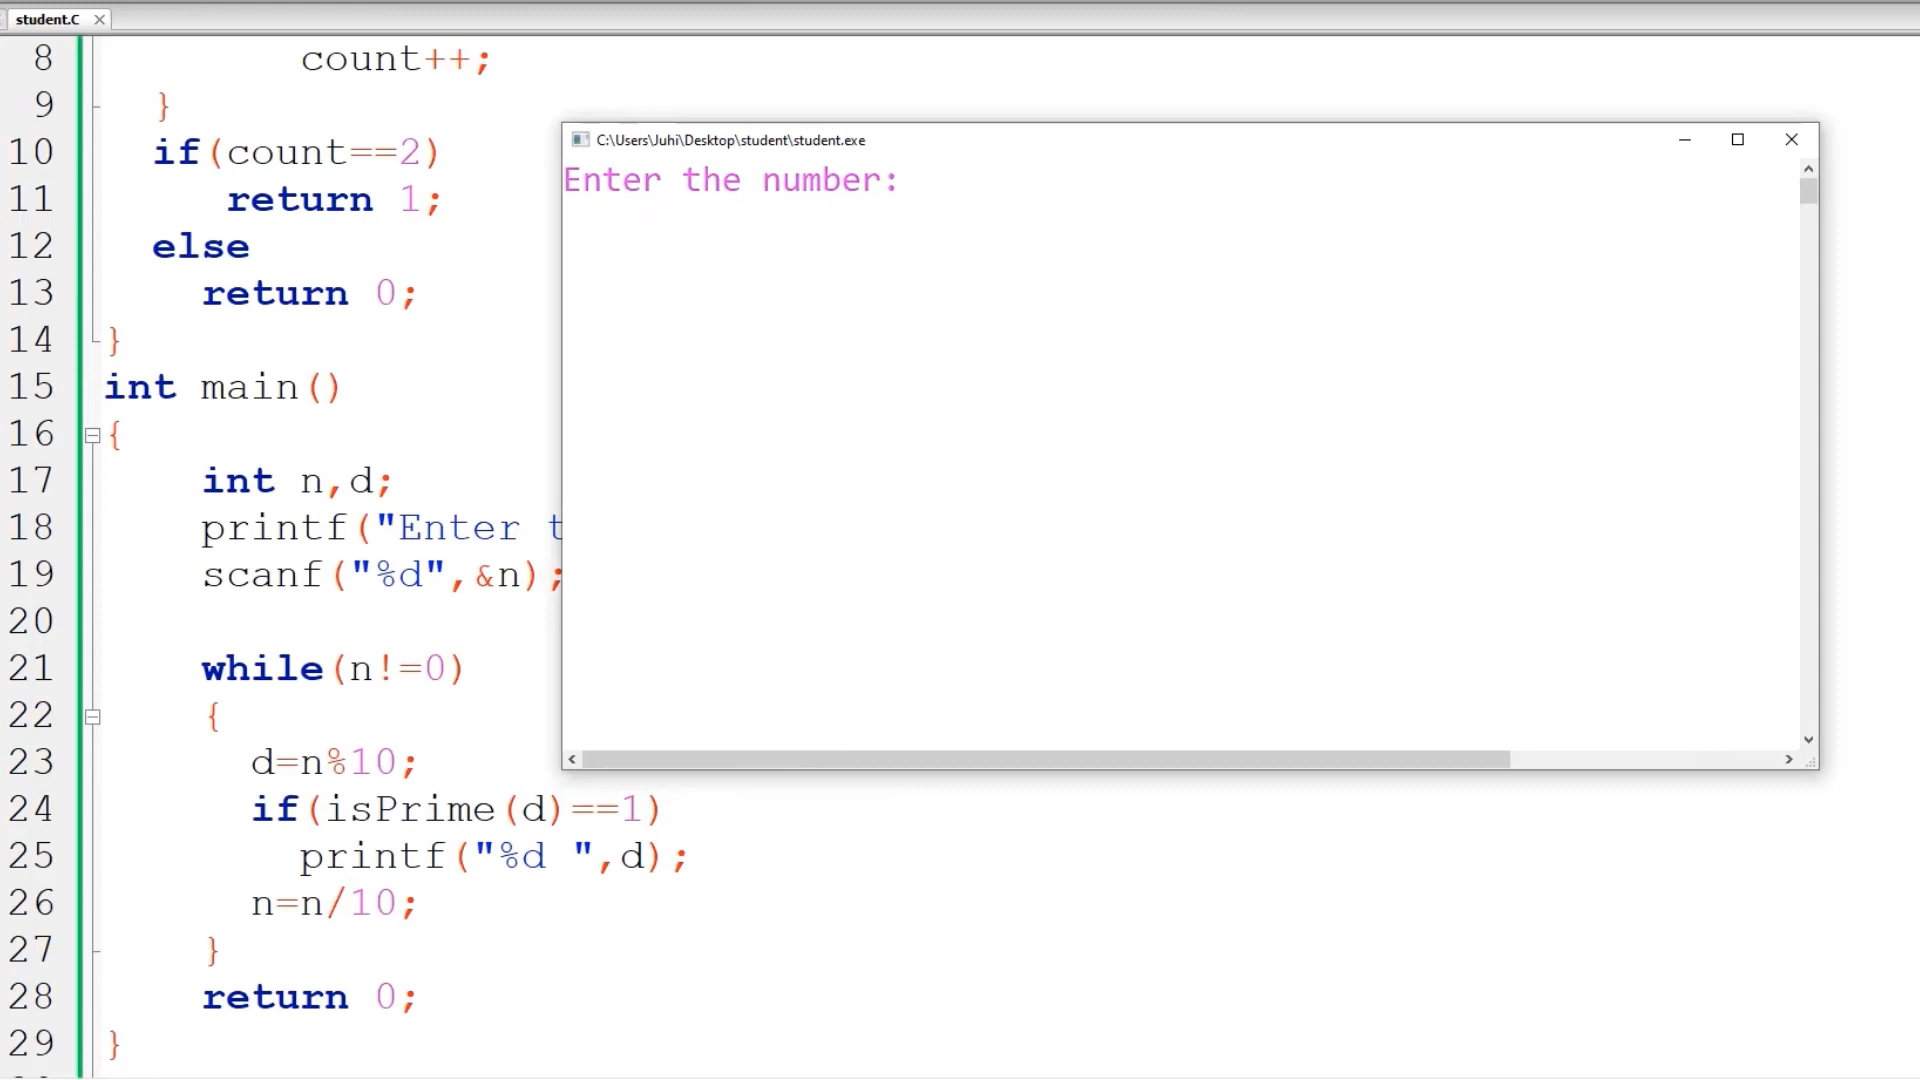 student.C
8 count++;
9 }
10 if(count==2)
11 return 1;
12 else
13 return 0;
14 }
15 int main()
16 {
17 int n,d;
18 printf("Enter t
19 scanf("%d",&n);
20
21 while(n!=0)
22 {
23 d=n%10;
24 if(isPrime(d)==1)
25 printf("%d ",d);
26 n=n/10;
27 }
28 return 0;
29 }
C:\Users\Juhi\Desktop\student\student.exe
Enter the number: